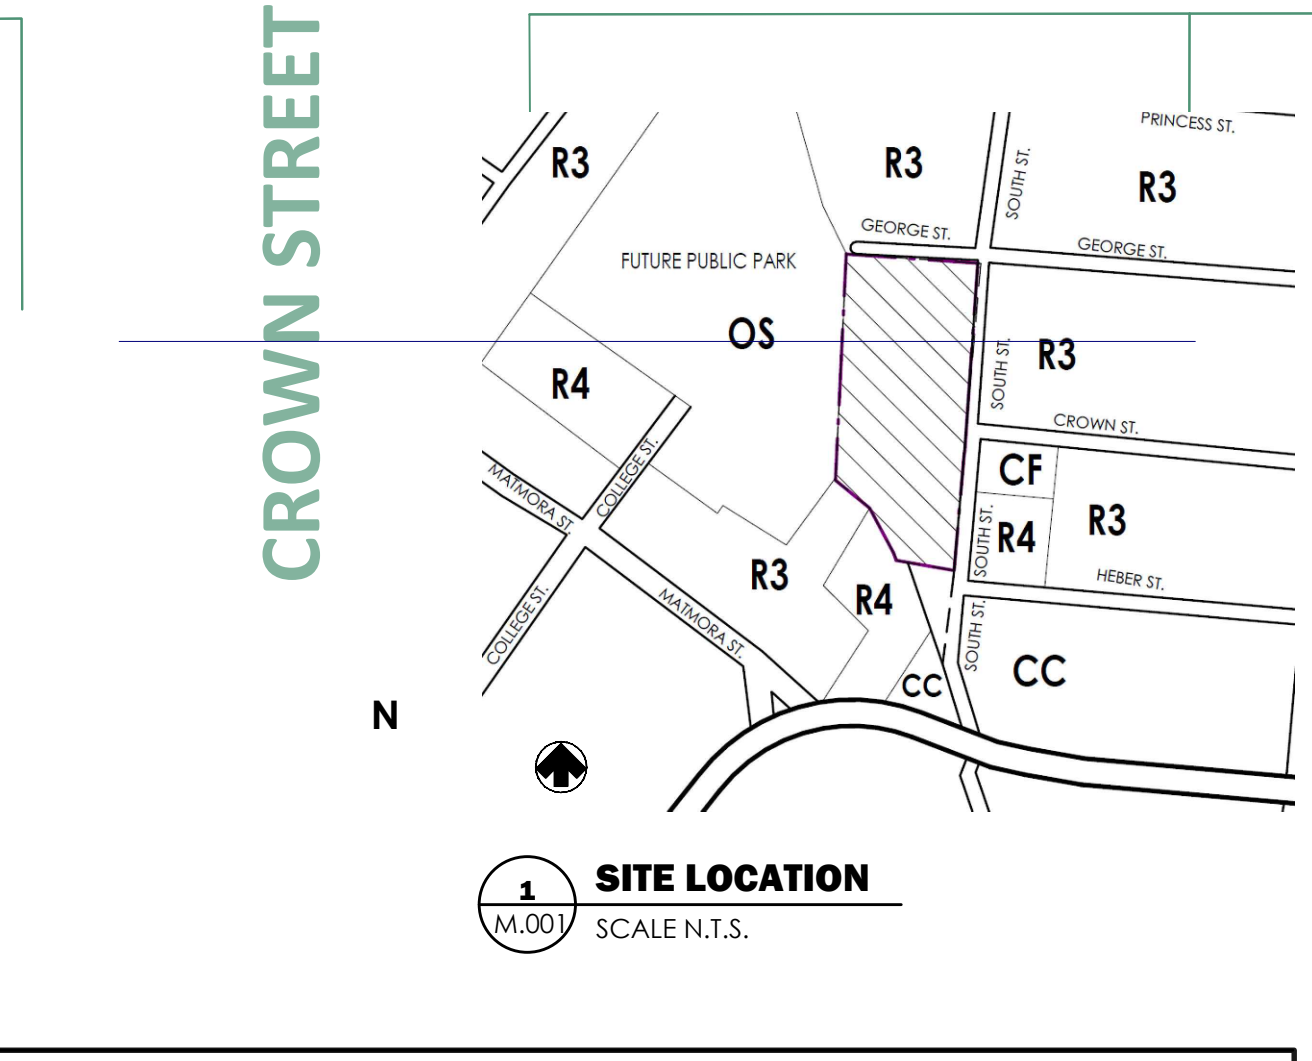 CROWN STREET
PRINCESS ST.
R3
R3
SOUTH ST.
R3
GEORGE ST.
GEORGE ST.
FUTURE PUBLIC PARK
OS
R3
SOUTH ST.
R4
CROWN ST.
COLLEGE ST.
MATMORA ST.
CF
SOUTH ST.
R4
R3
R3
HEBER ST.
R4
MATMORA ST.
COLLEGE ST.
SOUTH ST.
CC
CC
N
1
M.001
SITE LOCATION
SCALE N.T.S.